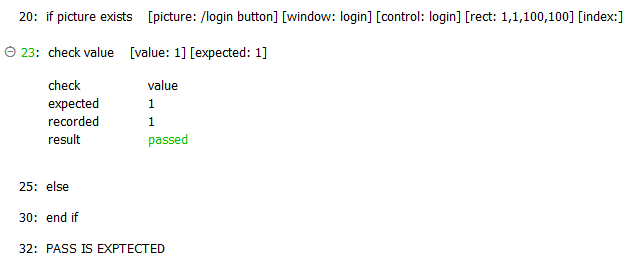 20: if picture exists [picture: /login button] [window: login] [control: login] [rect: 1,1,100,100] [index:]
23: check value [value: 1] [expected: 1]
check value
expected 1
recorded 1
result passed
25: else
30: end if
32: PASS IS EXPTECTED